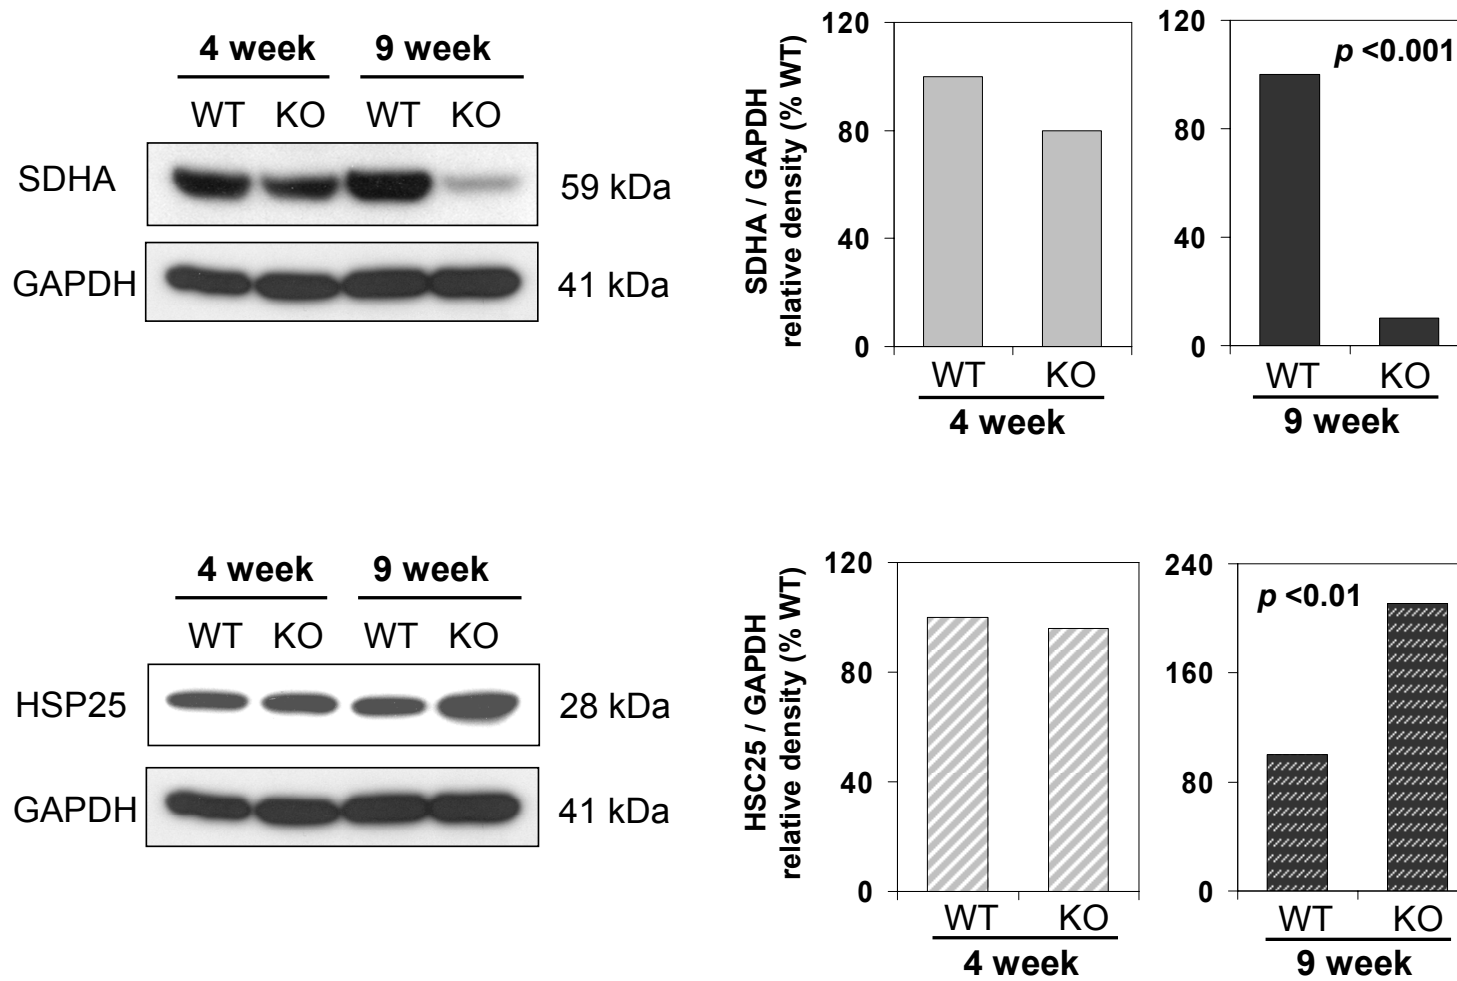 4 week 9 week
WT KO WT KO
SDHA 59 kDa
GAPDH 41 kDa
SDHA / GAPDH
relative density (% WT)
120
80
40
0
WT KO
4 week
120
80
40
0
p <0.001
WT KO
9 week
4 week 9 week
WT KO WT KO
HSP25 28 kDa
GAPDH 41 kDa
HSC25 / GAPDH
relative density (% WT)
120
80
40
0
WT KO
4 week
240
160
80
0
p <0.01
WT KO
9 week